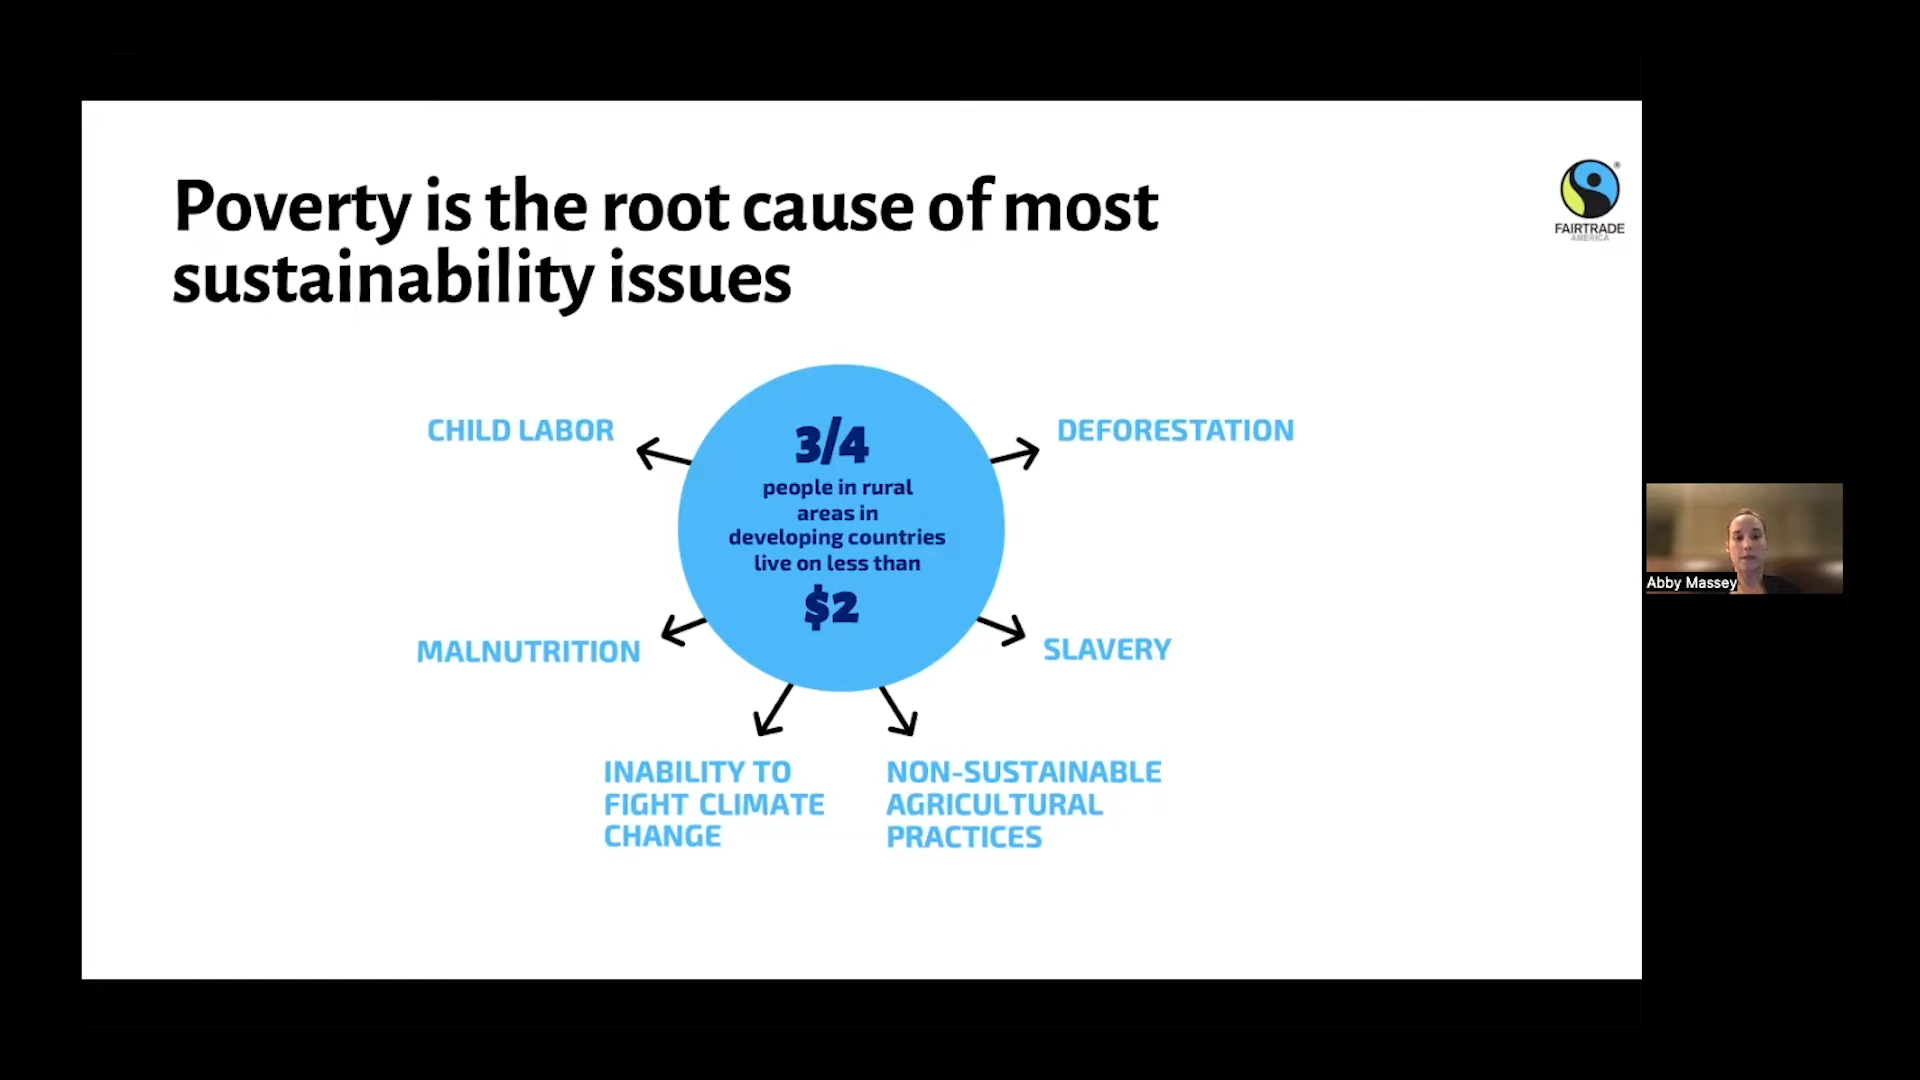 Poverty is the root cause of most
sustainability issues
®
FAIRTRADE
AMERICA
CHILD LABOR
DEFORESTATION
3/4
people in rural
areas in
developing countries
live on less than
$2
MALNUTRITION
SLAVERY
INABILITY TO
FIGHT CLIMATE
CHANGE
NON-SUSTAINABLE
AGRICULTURAL
PRACTICES
Abby Massey